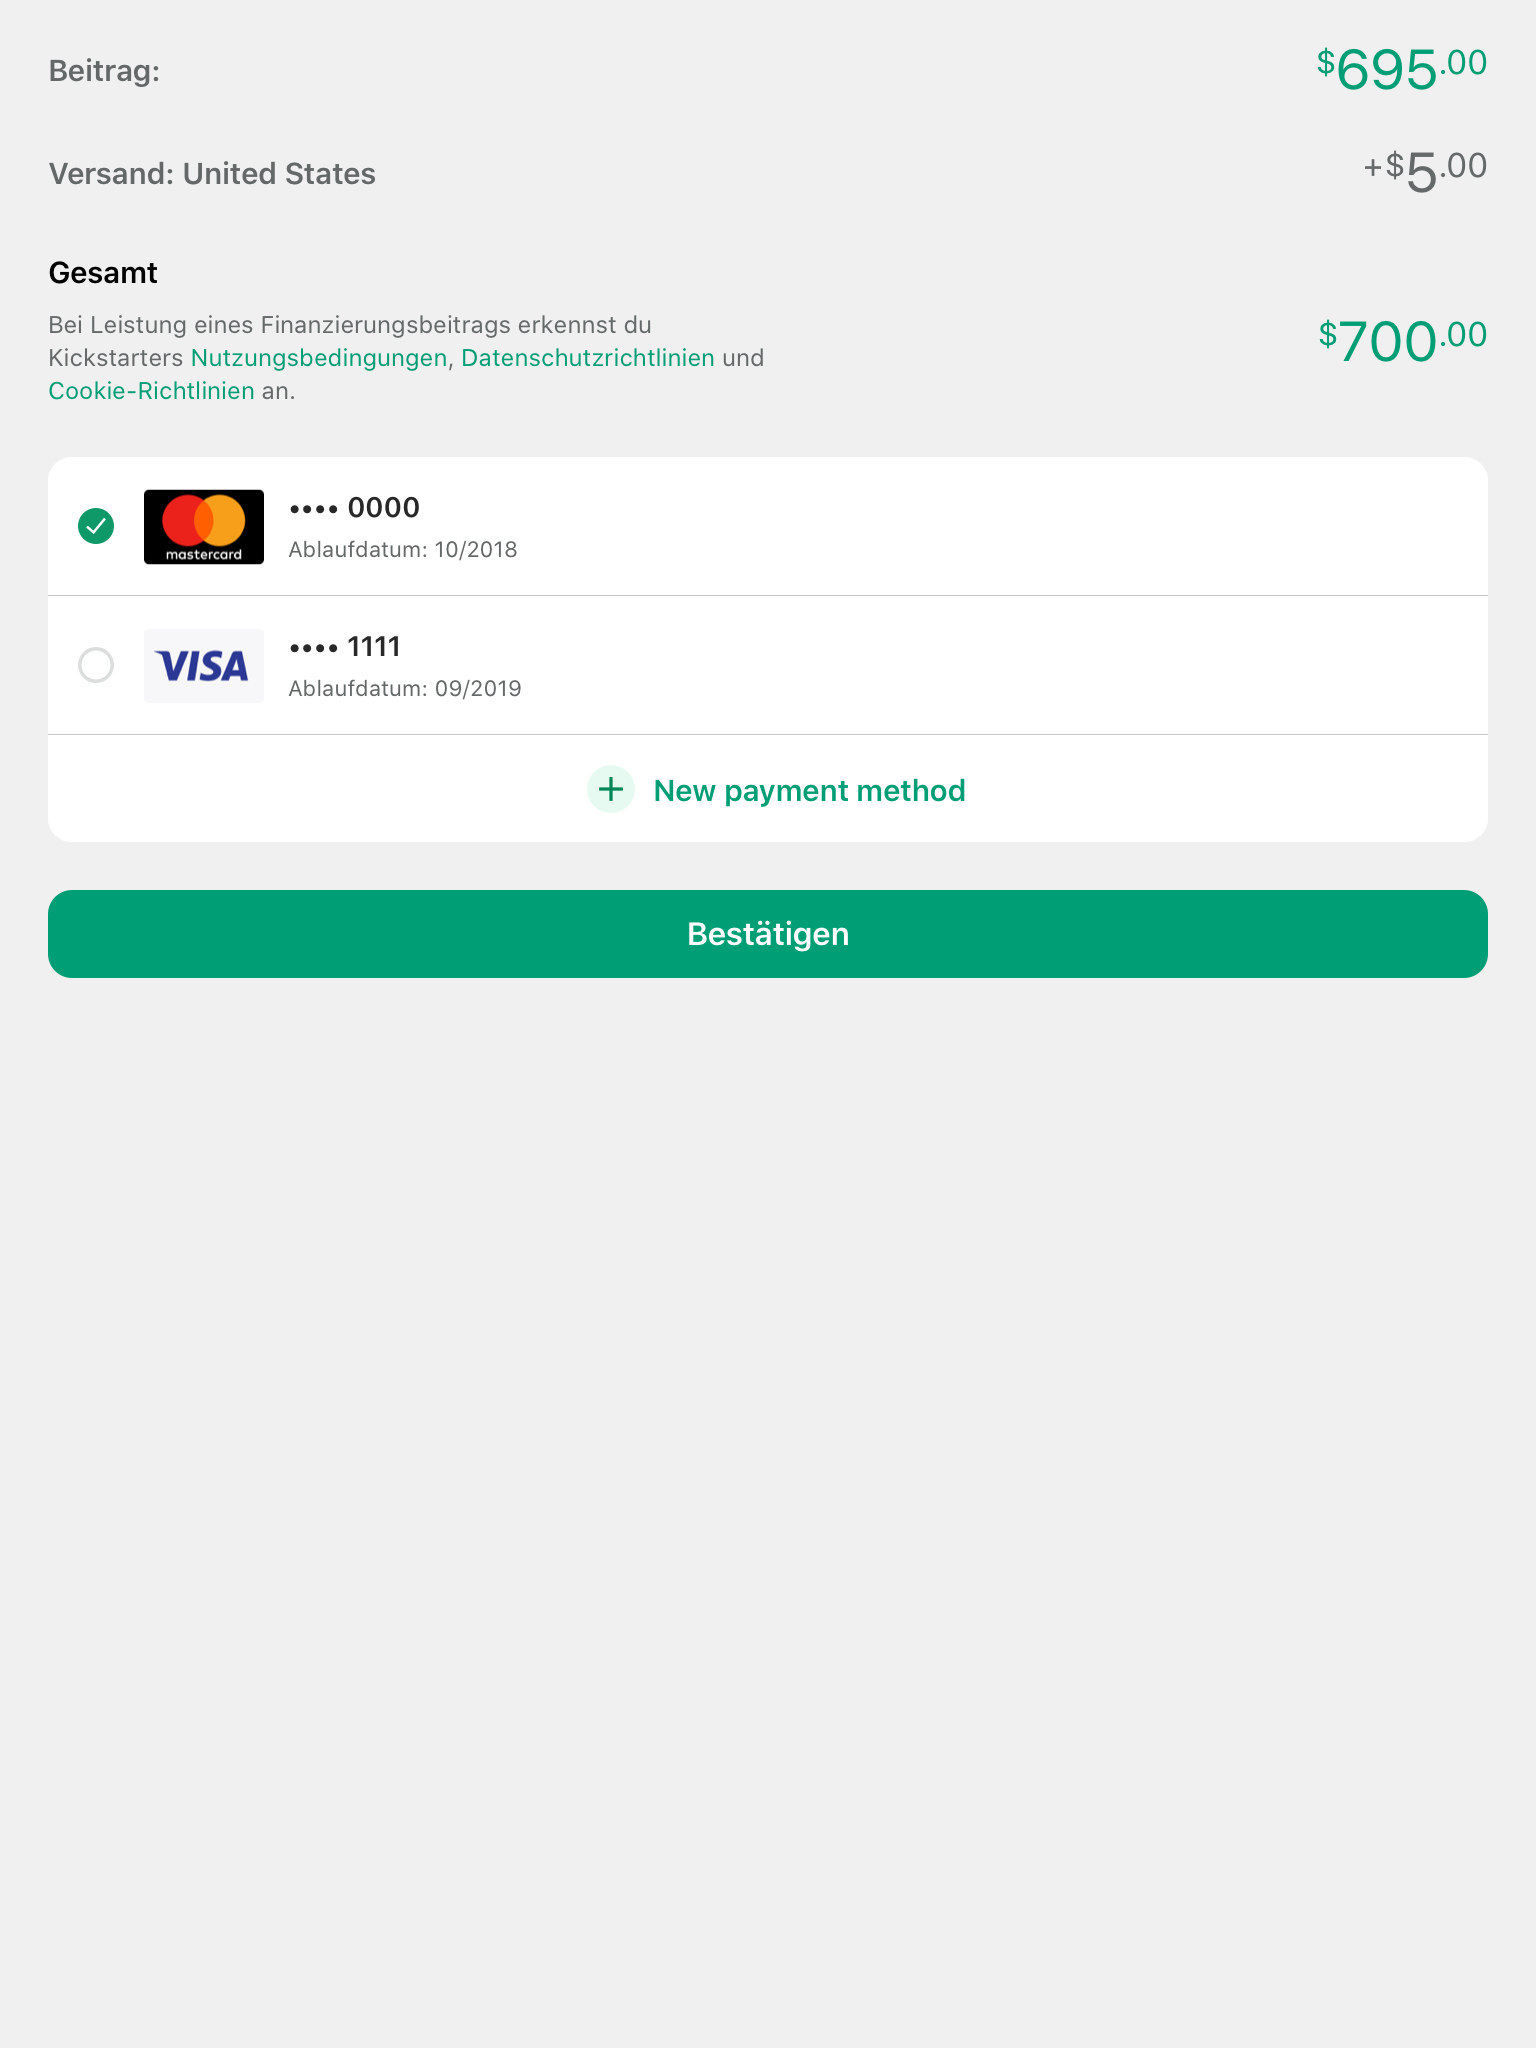 Beitrag:
$695.00
Versand: United States
+$5.00
Gesamt
Bei Leistung eines Finanzierungsbeitrags erkennst du
Kickstarters Nutzungsbedingungen, Datenschutzrichtlinien und
Cookie-Richtlinien an.
$700.00
mastercard
•••• 0000
Ablaufdatum: 10/2018
VISA
•••• 1111
Ablaufdatum: 09/2019
New payment method
Bestätigen